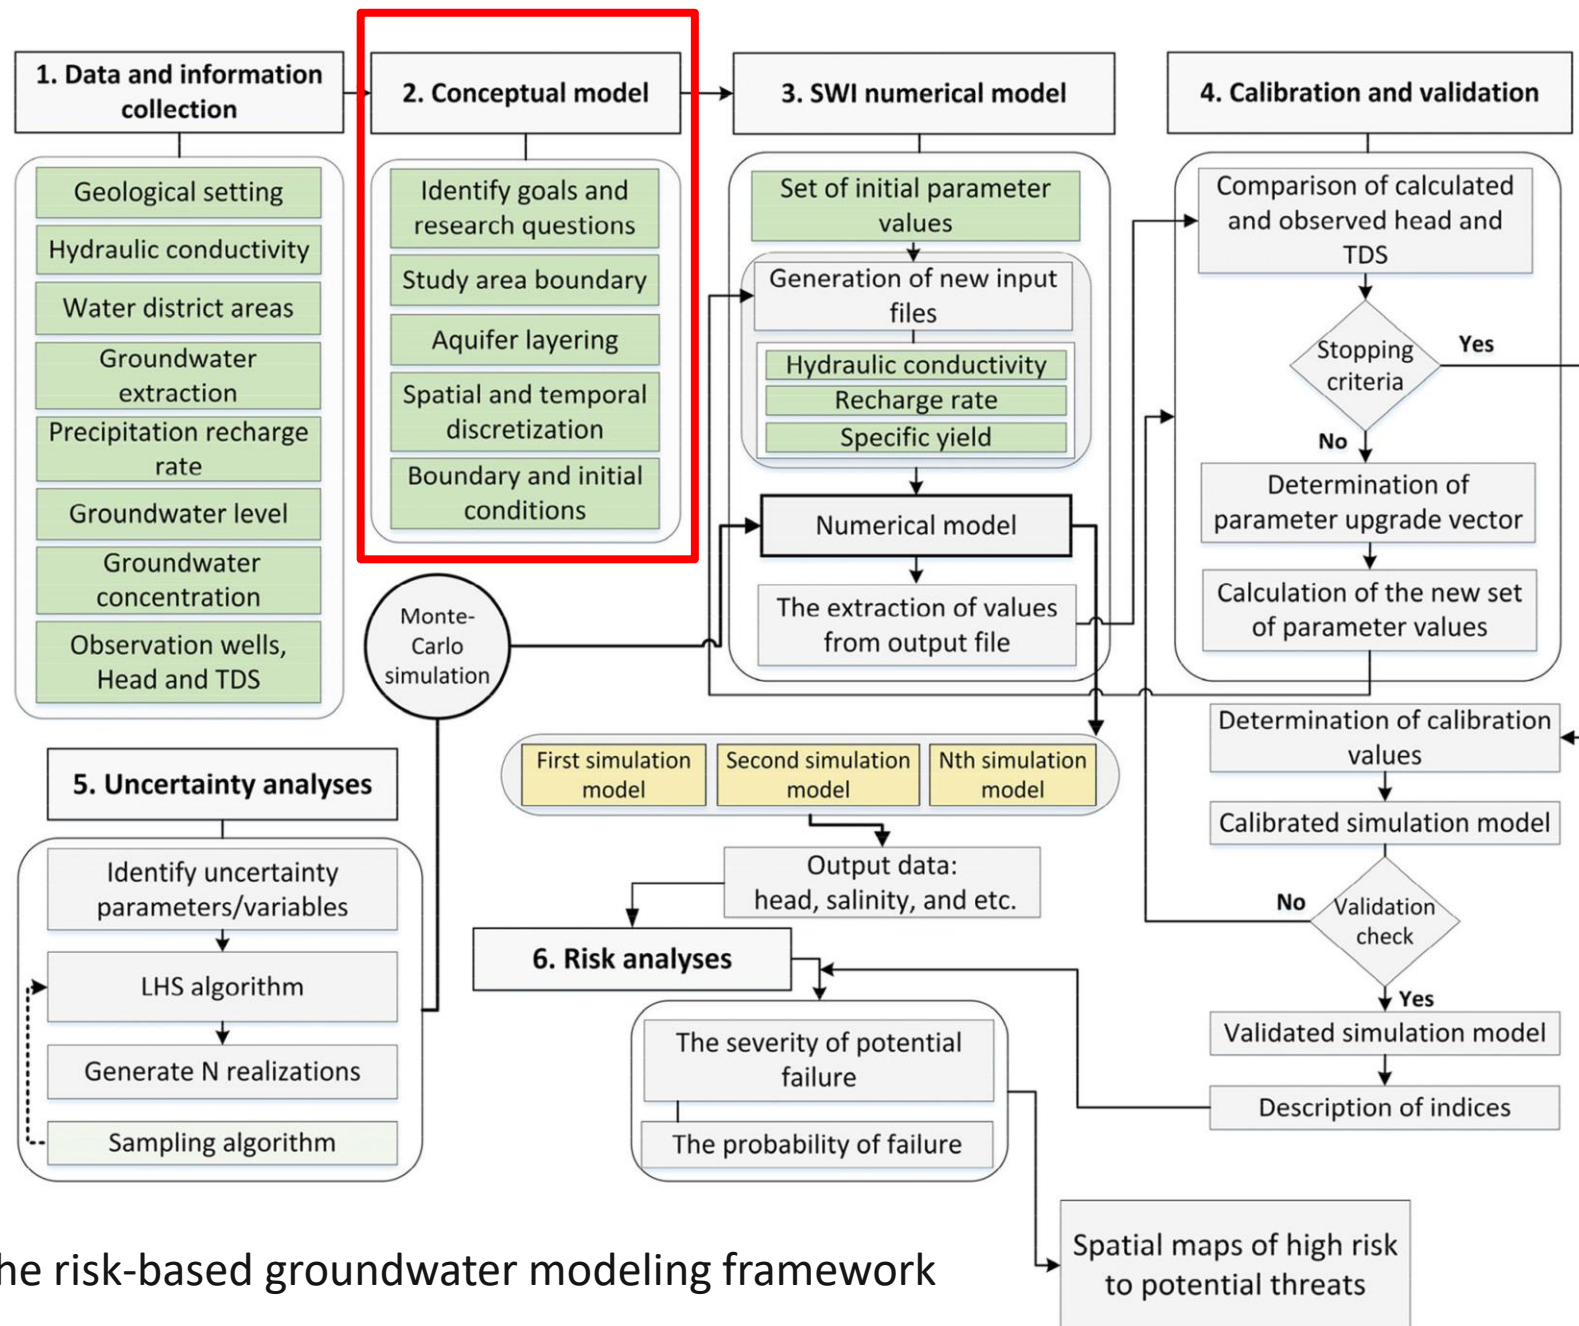 1. Data and information
collection
Geological setting
Hydraulic conductivity
Water district areas
Groundwater
extraction
Precipitation recharge
rate
Groundwater level
Groundwater
concentration
Observation wells,
Head and TDS
2. Conceptual model
Identify goals and
research questions
Study area boundary
Aquifer layering
Spatial and temporal
discretization
Boundary and initial
conditions
3. SWI numerical model
Set of initial parameter
values
Generation of new input
files
Hydraulic conductivity
Recharge rate
Specific yield
Numerical model
The extraction of values
from output file
4. Calibration and validation
Comparison of calculated
and observed head and
TDS
Stopping
criteria
Yes
No
Determination of
parameter upgrade vector
Calculation of the new set
of parameter values
Determination of calibration
values
Calibrated simulation model
No
Validation
check
Yes
Validated simulation model
Description of indices
Monte-
Carlo
simulation
First simulation
model
Second simulation
model
Nth simulation
model
Output data:
head, salinity, and etc.
5. Uncertainty analyses
Identify uncertainty
parameters/variables
LHS algorithm
Generate N realizations
Sampling algorithm
6. Risk analyses
The severity of potential
failure
The probability of failure
Spatial maps of high risk
to potential threats
he risk-based groundwater modeling framework